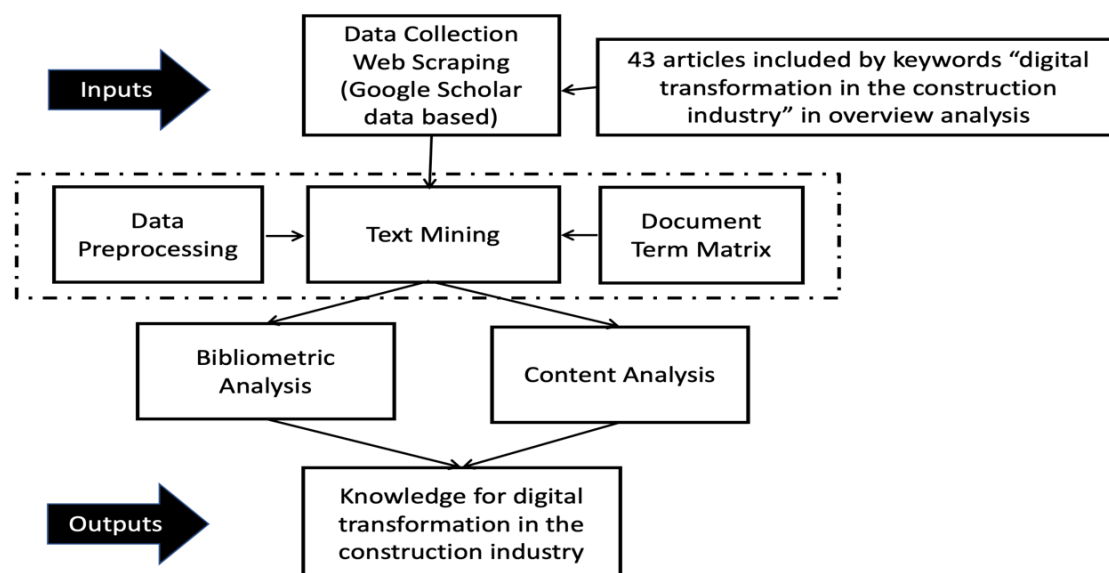 Inputs
Data Collection
Web Scraping
(Google Scholar
data based)
43 articles included by keywords “digital
transformation in the construction
industry” in overview analysis
Data
Preprocessing
Text Mining
Document
Term Matrix
Bibliometric
Analysis
Content Analysis
Outputs
Knowledge for digital
transformation in the
construction industry